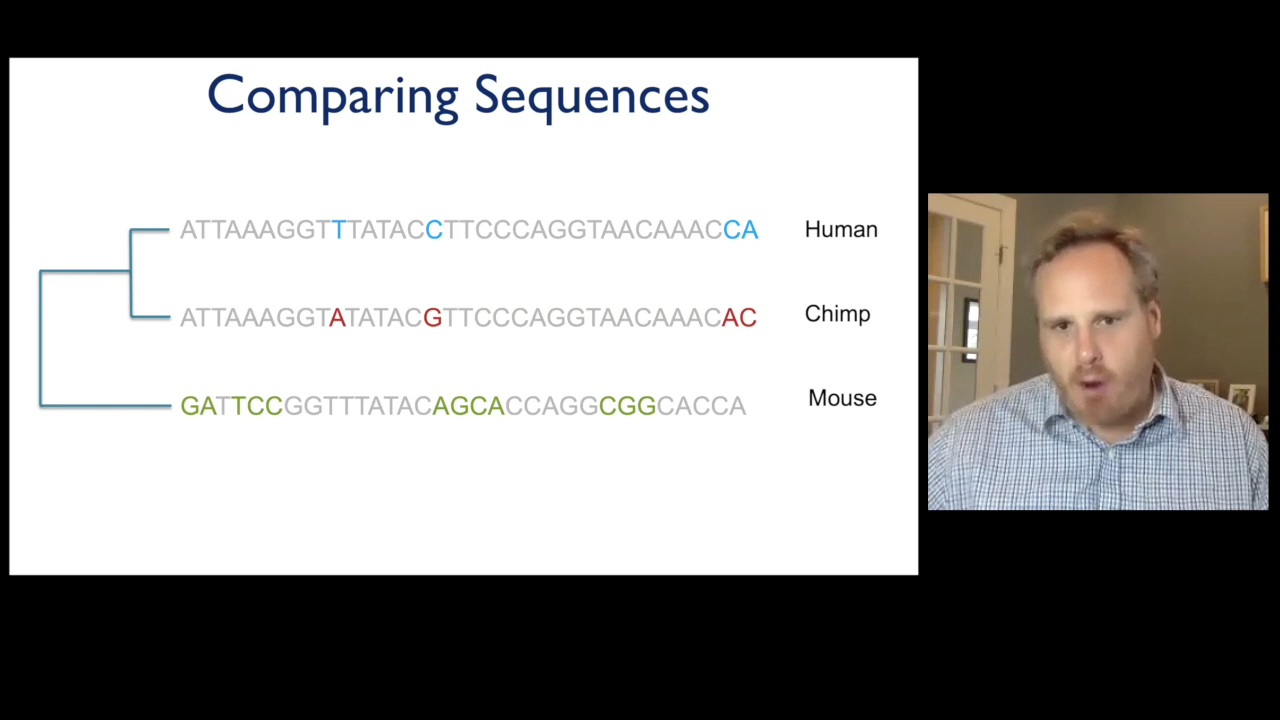 Comparing Sequences
ATTAAAGGTTTATACCTTCCCAGGTAACAAACCA Human
ATTAAAGGTATATACGTTCCCAGGTAACAAACAC Chimp
GATTCCGGTTTATACAGCACCAGGCGGCACCA Mouse